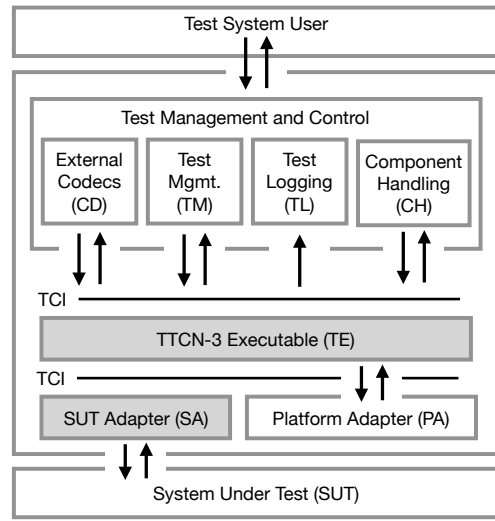 Test System User
Test Management and Control
External
Codecs
(CD)
Test
Mgmt.
(TM)
Test
Logging
(TL)
Component
Handling
(CH)
TCI
TTCN-3 Executable (TE)
TCI
SUT Adapter (SA)
Platform Adapter (PA)
System Under Test (SUT)